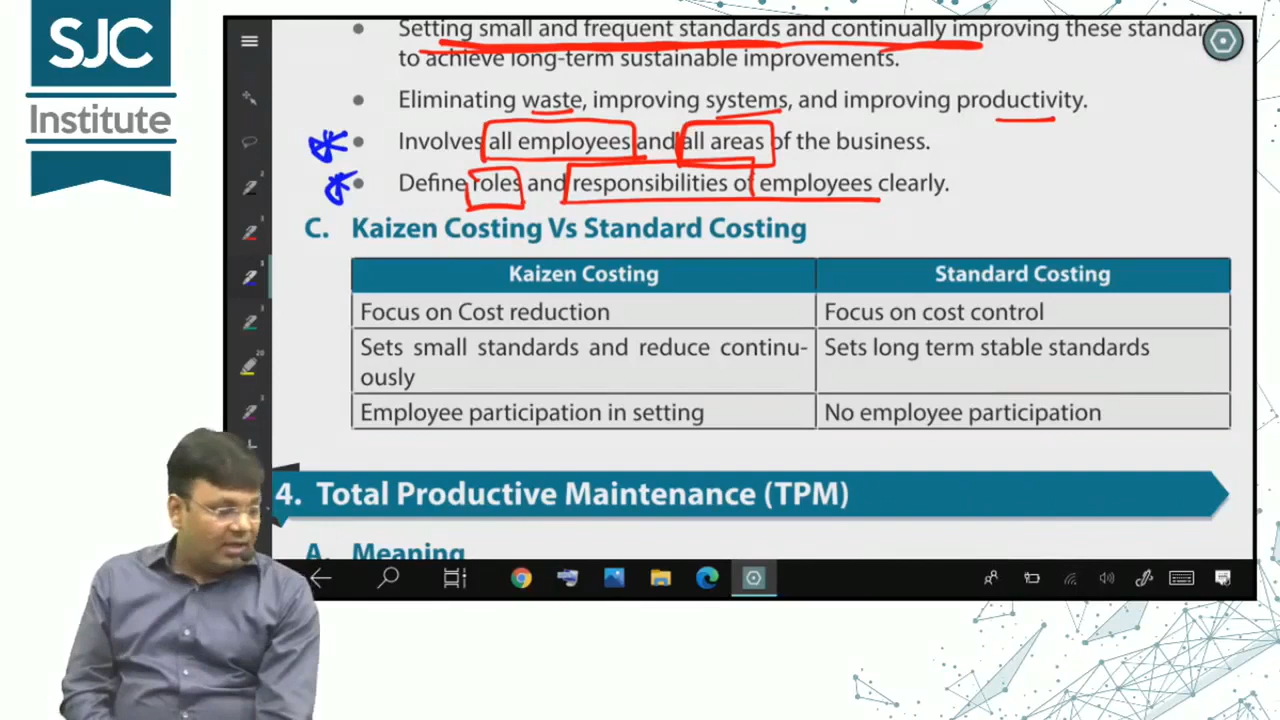 SJC
Institute
Setting small and frequent standards and continually improving these standar
to achieve long-term sustainable improvements.
Eliminating waste, improving systems, and improving productivity.
Involves all employees and all areas of the business.
Define roles and responsibilities of employees clearly.
C. Kaizen Costing Vs Standard Costing
Kaizen Costing Standard Costing
Focus on Cost reduction Focus on cost control
Sets small standards and reduce continu- Sets long term stable standards
ously
Employee participation in setting No employee participation
4. Total Productive Maintenance (TPM)
A. Meaning